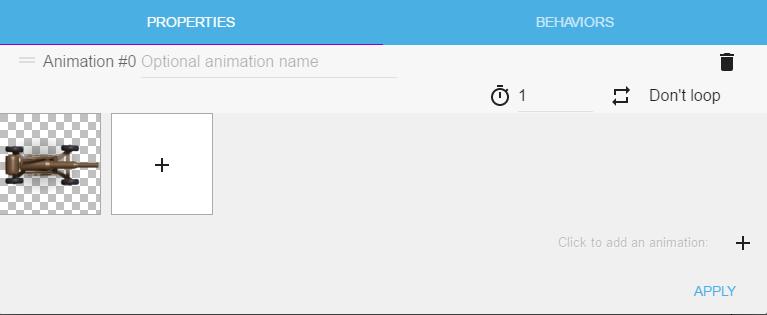 PROPERTIES BEHAVIORS
Animation #0 Optional animation name
1 Don't loop
Click to add an animation:
APPLY